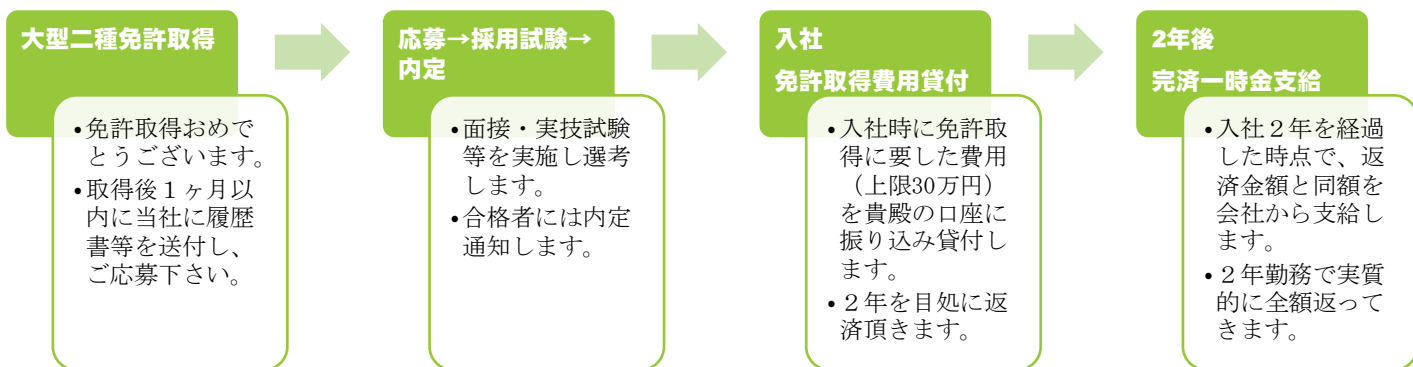 大型二種免許取得
•免許取得おめで
とうございます。
•取得後１ヶ月以
内に当社に履歴
書等を送付し、
ご応募下さい。
応募→採用試験→
内定
•面接・実技試験
等を実施し選考
します。
•合格者には内定
通知します。
入社
免許取得費用貸付
•入社時に免許取
得に要した費用
（上限30万円）
を貴殿の口座に
振り込み貸付し
ます。
•２年を目処に返
済頂きます。
2年後
完済一時金支給
•入社２年を経過
した時点で、返
済金額と同額を
会社から支給し
ます。
•２年勤務で実質
的に全額返って
きます。